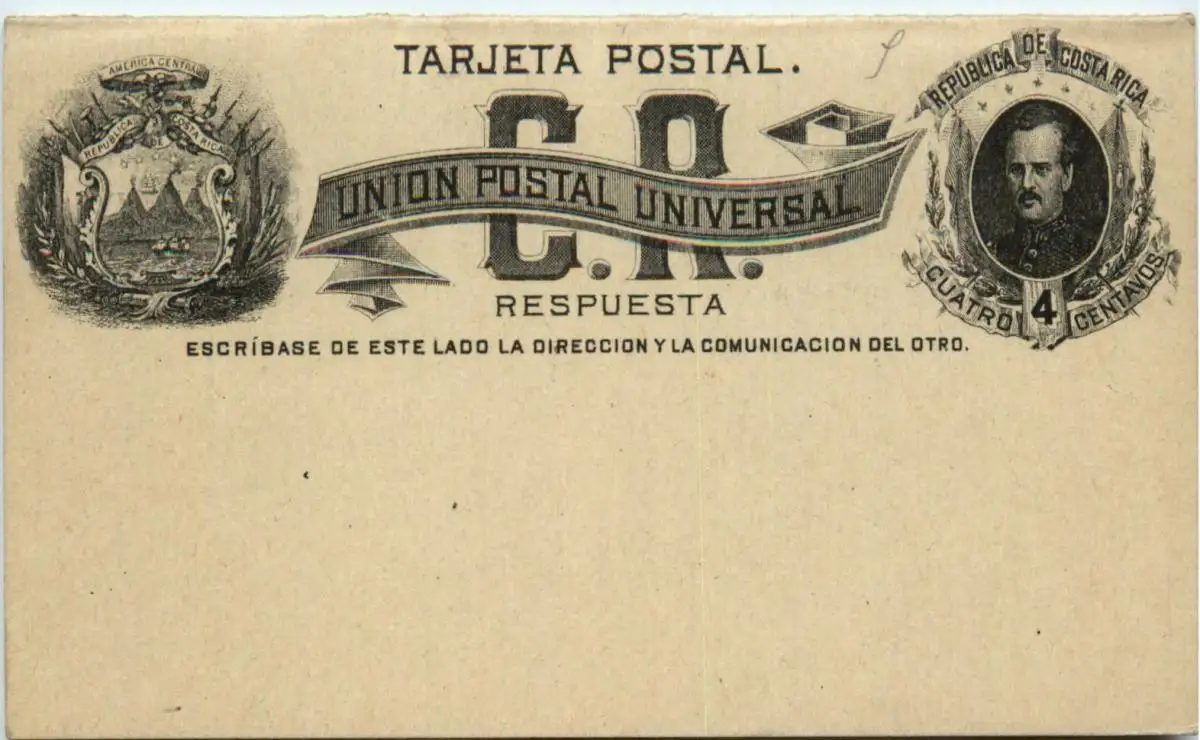 TARJETA POSTAL.
AMERICA CENTRAL
REPUBLICA DE COSTA RICA
C.R.
UNION POSTAL UNIVERSAL
REPÚBLICA DE COSTA RICA
CUATRO 4 CENTAVOS
RESPUESTA
ESCRÍBASE DE ESTE LADO LA DIRECCION Y LA COMUNICACION DEL OTRO.